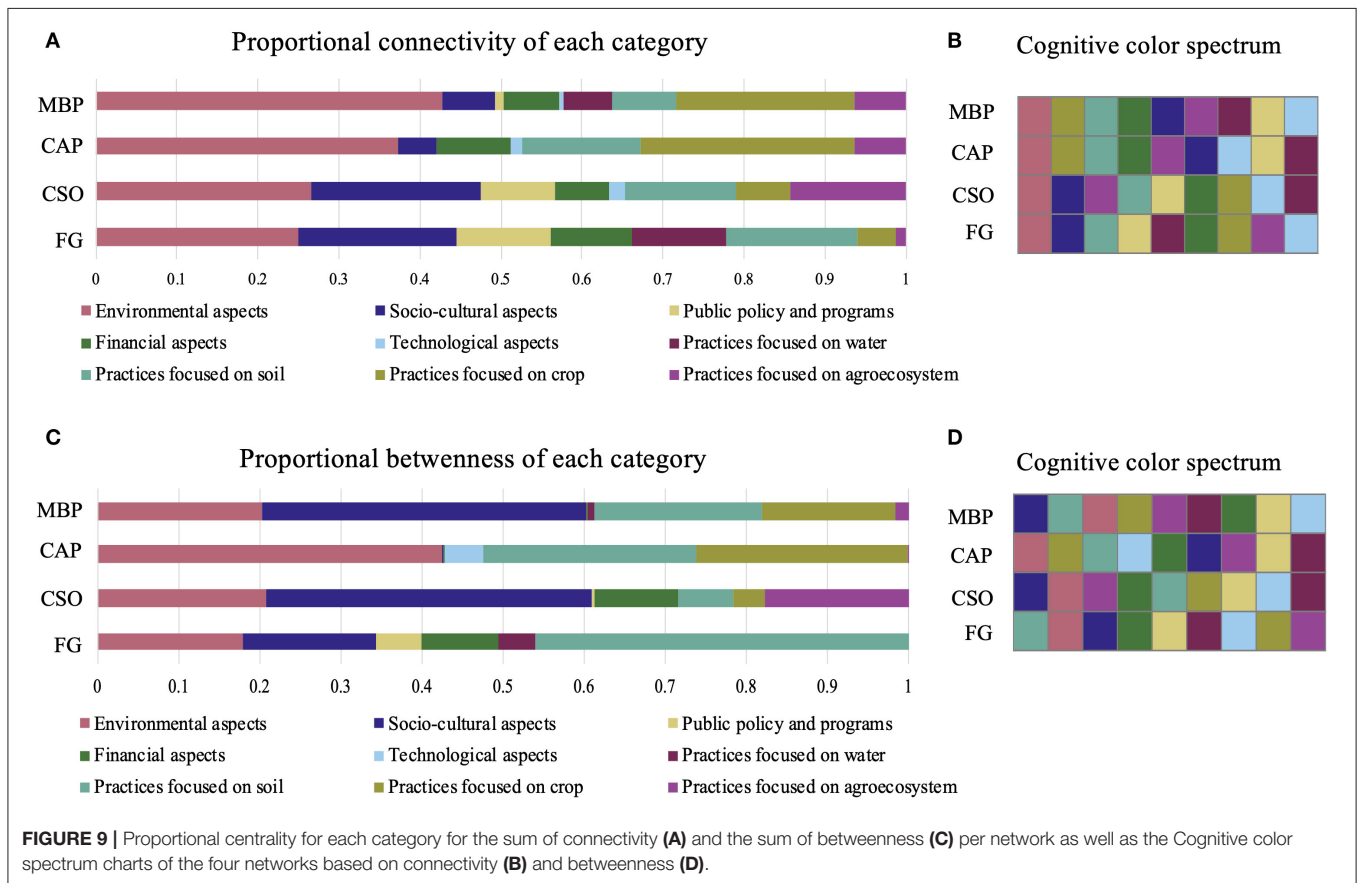 A
Proportional connectivity of each category
MBP
CAP
CSO
FG
0 0.1 0.2 0.3 0.4 0.5 0.6 0.7 0.8 0.9 1
Environmental aspects Socio-cultural aspects Public policy and programs
Financial aspects Technological aspects Practices focused on water
Practices focused on soil Practices focused on crop Practices focused on agroecosystem
B
Cognitive color spectrum
MBP
CAP
CSO
FG
C
Proportional betwenness of each category
MBP
CAP
CSO
FG
0 0.1 0.2 0.3 0.4 0.5 0.6 0.7 0.8 0.9 1
Environmental aspects Socio-cultural aspects Public policy and programs
Financial aspects Technological aspects Practices focused on water
Practices focused on soil Practices focused on crop Practices focused on agroecosystem
D
Cognitive color spectrum
MBP
CAP
CSO
FG
FIGURE 9 | Proportional centrality for each category for the sum of connectivity (A) and the sum of betweenness (C) per network as well as the Cognitive color
spectrum charts of the four networks based on connectivity (B) and betweenness (D).